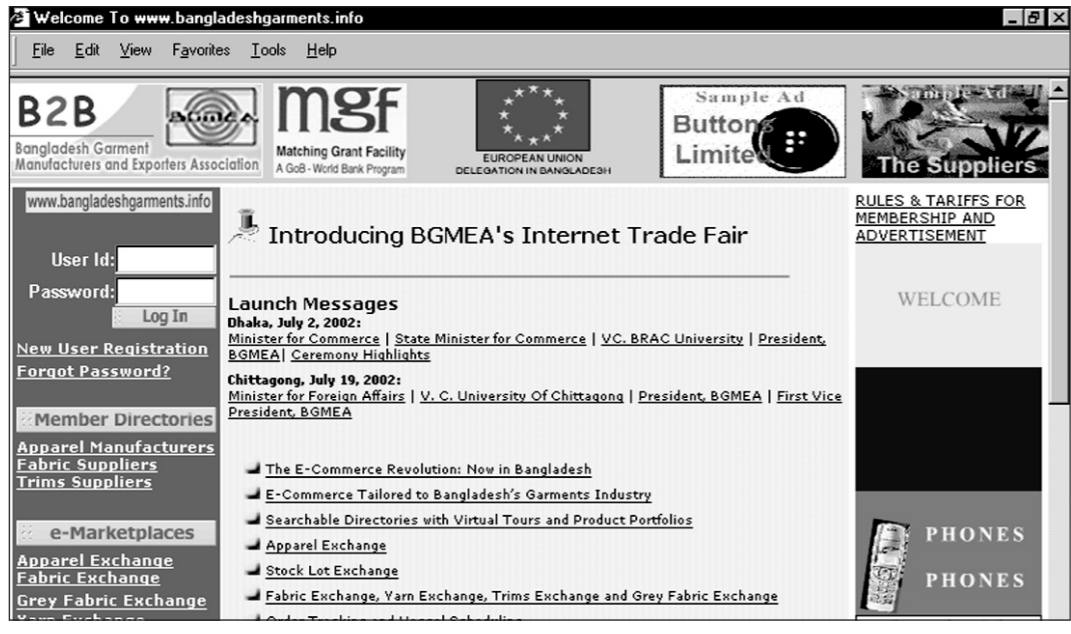 Welcome To www.bangladeshgarments.info
File Edit View Favorites Tools Help
B2B
BGMEA
Bangladesh Garment
Manufacturers and Exporters Association
mgf
Matching Grant Facility
A GoB - World Bank Program
EUROPEAN UNION
DELEGATION IN BANGLADESH
Sample Ad
Buttons
Limited
Sample Ad
The Suppliers
www.bangladeshgarments.info
User Id:
Password:
Log In
New User Registration
Forgot Password?
Member Directories
Apparel Manufacturers
Fabric Suppliers
Trims Suppliers
e-Marketplaces
Apparel Exchange
Fabric Exchange
Grey Fabric Exchange
Yarn Exchange
Introducing BGMEA's Internet Trade Fair
Launch Messages
Dhaka, July 2, 2002:
Minister for Commerce | State Minister for Commerce | VC. BRAC University | President,
BGMEA| Ceremony Highlights
Chittagong, July 19, 2002:
Minister for Foreign Affairs | V. C. University Of Chittagong | President, BGMEA | First Vice
President, BGMEA
The E-Commerce Revolution: Now in Bangladesh
E-Commerce Tailored to Bangladesh's Garments Industry
Searchable Directories with Virtual Tours and Product Portfolios
Apparel Exchange
Stock Lot Exchange
Fabric Exchange, Yarn Exchange, Trims Exchange and Grey Fabric Exchange
Order Tracking and Vessel Scheduling
RULES & TARIFFS FOR
MEMBERSHIP AND
ADVERTISEMENT
WELCOME
PHONES
PHONES